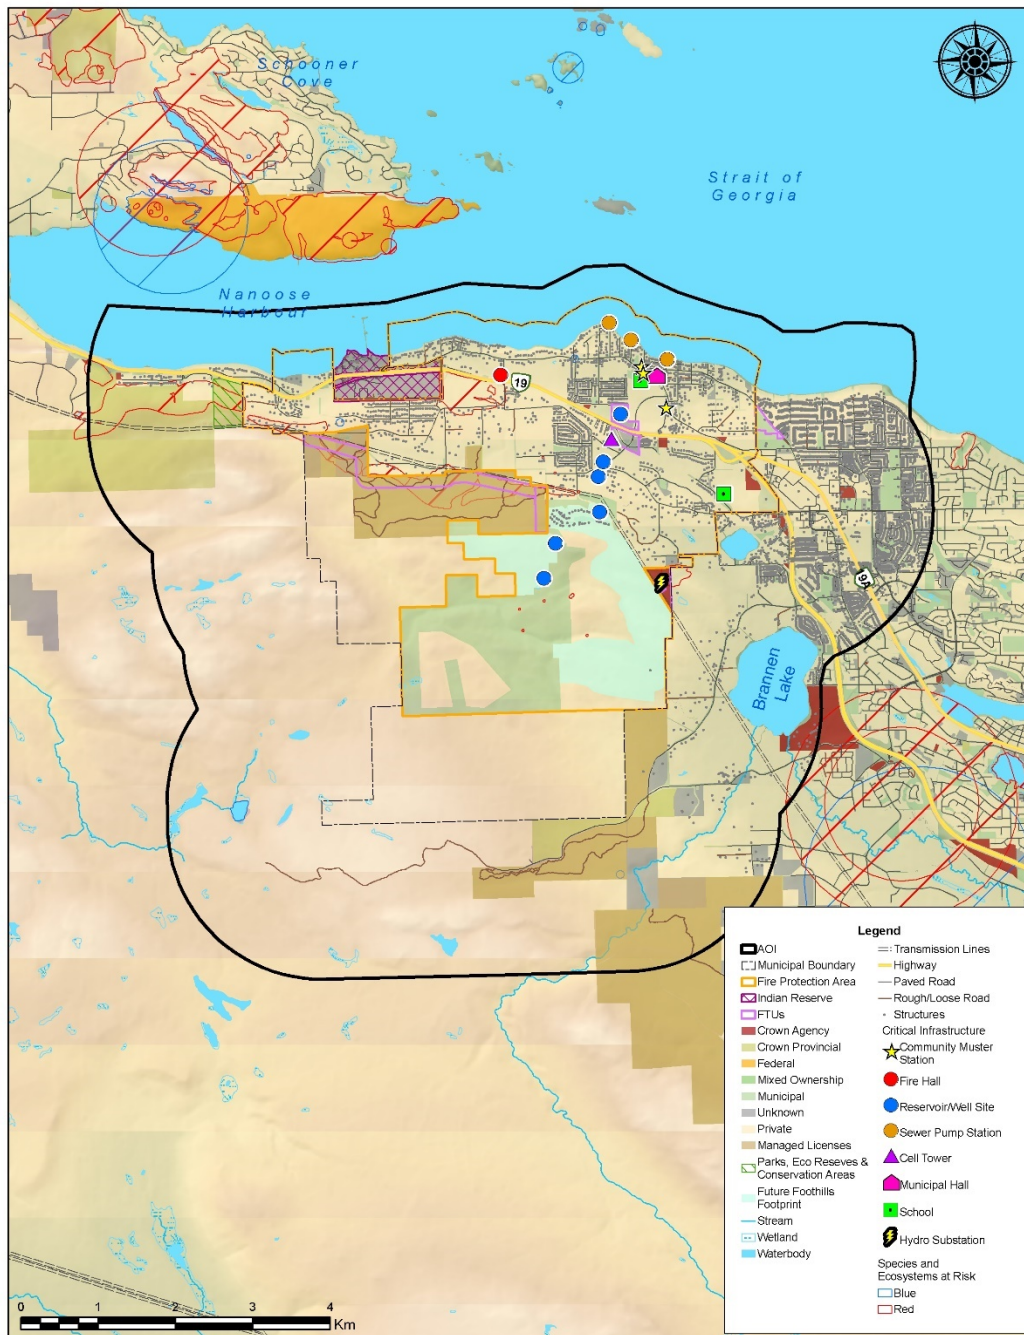 Schooner
Cove
Strait of
Georgia
Nanoose
Harbour
19
19A
Brannen
Lake
Legend
AOI
Municipal Boundary
Fire Protection Area
Indian Reserve
FTUs
Crown Agency
Crown Provincial
Federal
Mixed Ownership
Municipal
Unknown
Private
Managed Licenses
Parks, Eco Reseves &
Conservation Areas
Future Foothills
Footprint
Stream
Wetland
Waterbody
Transmission Lines
Highway
Paved Road
Rough/Loose Road
Structures
Critical Infrastructure
Community Muster
Station
Fire Hall
Reservoir/Well Site
Sewer Pump Station
Cell Tower
Municipal Hall
School
Hydro Substation
Species and
Ecosystems at Risk
Blue
Red
0 1 2 3 4
Km